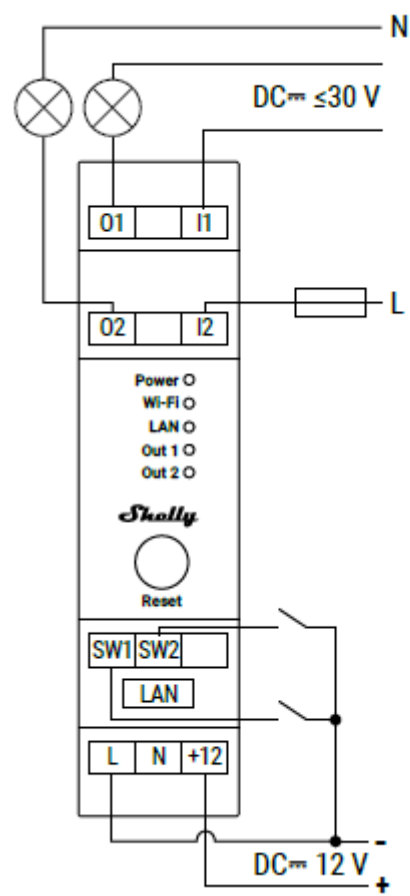 N
DC⎓ ≤30 V
O1 I1
L
O2 I2
Power
Wi-Fi
LAN
Out 1
Out 2
Shelly
Reset
SW1 SW2
LAN
L N +12
-
DC⎓ 12 V
+